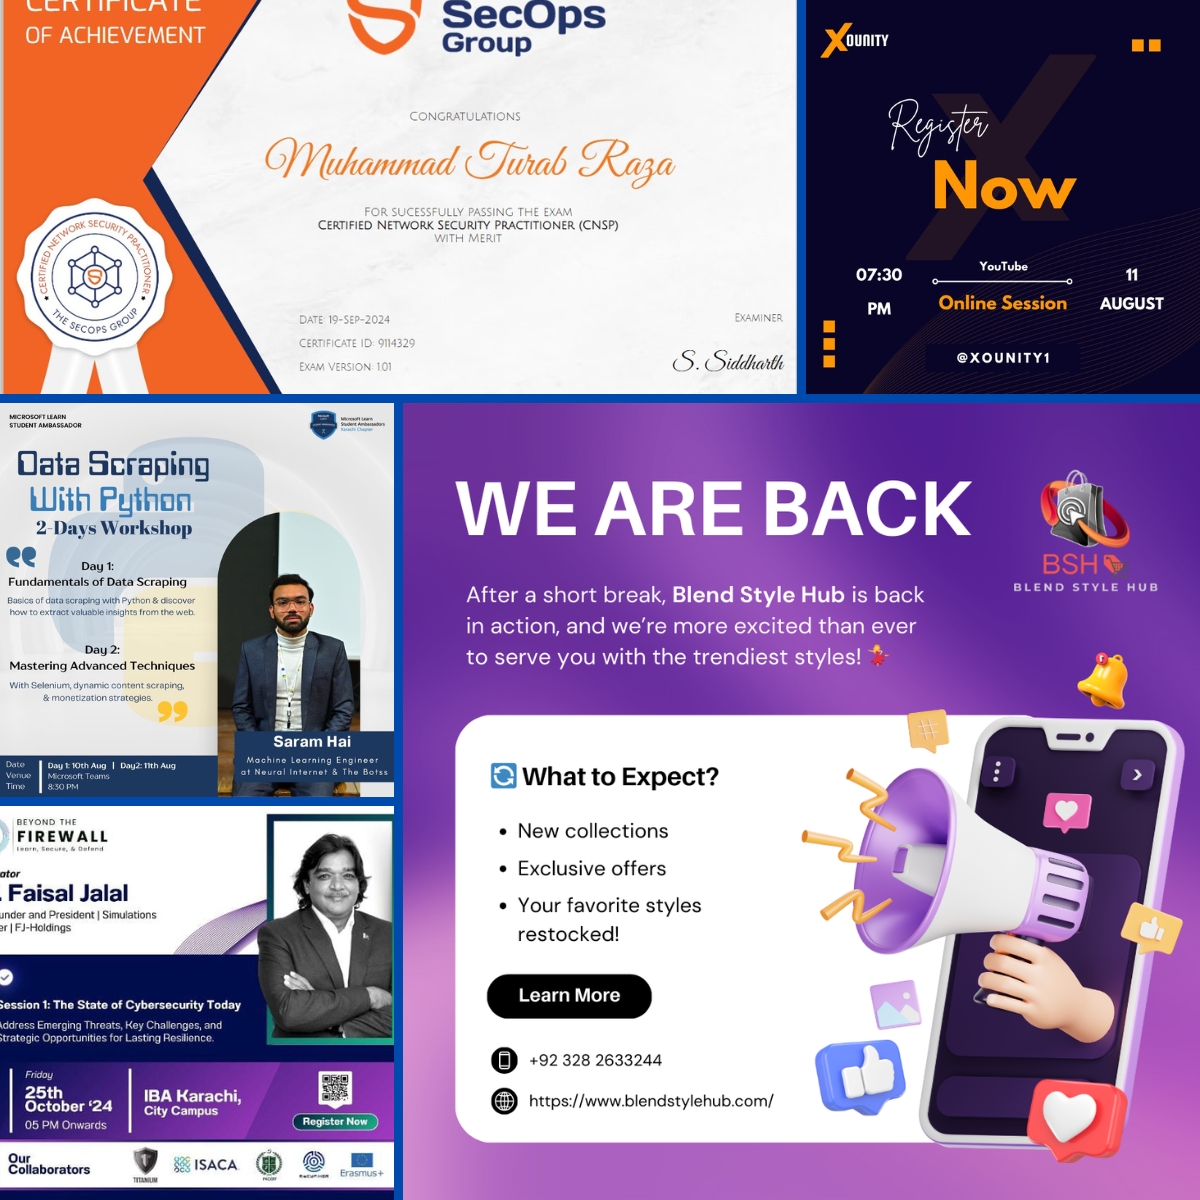 CERTIFICATE
OF ACHIEVEMENT
SecOps
Group
CONGRATULATIONS
Muhammad Turab Raza
FOR SUCESSFULLY PASSING THE EXAM
CERTIFIED NETWORK SECURITY PRACTITIONER (CNSP)
WITH MERIT
CERTIFIED NETWORK SECURITY PRACTITIONER
THE SECOPS GROUP
DATE: 19-SEP-2024
CERTIFICATE ID: 9114329
EXAM VERSION: 1.01
EXAMINER
S. Siddharth
XOUNITY
Register
Now
07:30
PM
YouTube
Online Session
11
AUGUST
@XOUNITY1
MICROSOFT LEARN
STUDENT AMBASSADOR
Microsoft Learn
Student Ambassadors
Karachi Chapter
Data Scraping
With Python
2-Days Workshop
Day 1:
Fundamentals of Data Scraping
Basics of data scraping with Python & discover
how to extract valuable insights from the web.
Day 2:
Mastering Advanced Techniques
With Selenium, dynamic content scraping,
& monetization strategies.
Saram Hai
Machine Learning Engineer
at Neural Internet & The Botss
Date
Day 1: 10th Aug | Day2: 11th Aug
Venue
Microsoft Teams
Time
8:30 PM
BEYOND THE
FIREWALL
Learn, Secure, & Defend
ator
. Faisal Jalal
under and President | Simulations
er | FJ-Holdings
Session 1: The State of Cybersecurity Today
Address Emerging Threats, Key Challenges, and
Strategic Opportunities for Lasting Resilience.
Friday
25th
October '24
05 PM Onwards
IBA Karachi,
City Campus
Register Now
Our
Collaborators
TITANIUM
ISACA
Erasmus+
WE ARE BACK
BSH
BLEND STYLE HUB
After a short break, Blend Style Hub is back
in action, and we're more excited than ever
to serve you with the trendiest styles!
What to Expect?
• New collections
• Exclusive offers
• Your favorite styles
restocked!
Learn More
+92 328 2633244
https://www.blendstylehub.com/